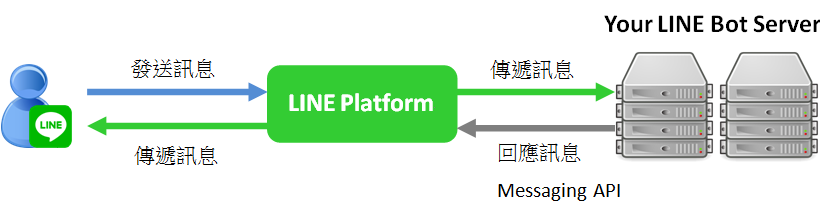 Your LINE Bot Server
發送訊息
傳遞訊息
LINE Platform
LINE
傳遞訊息
回應訊息
Messaging API